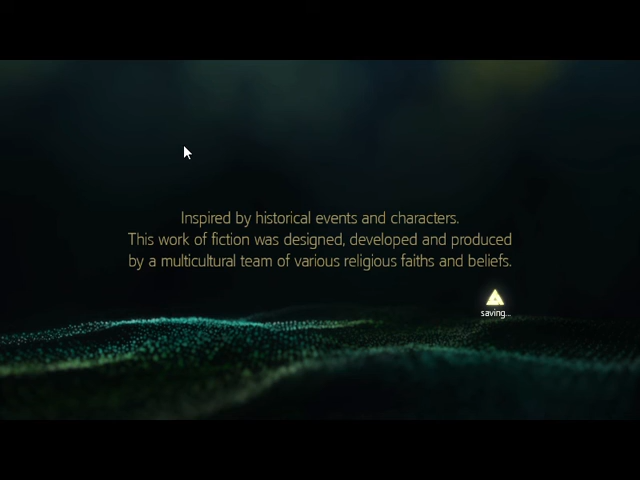 Inspired by historical events and characters.
This work of fiction was designed, developed and produced
by a multicultural team of various religious faiths and beliefs.
saving...